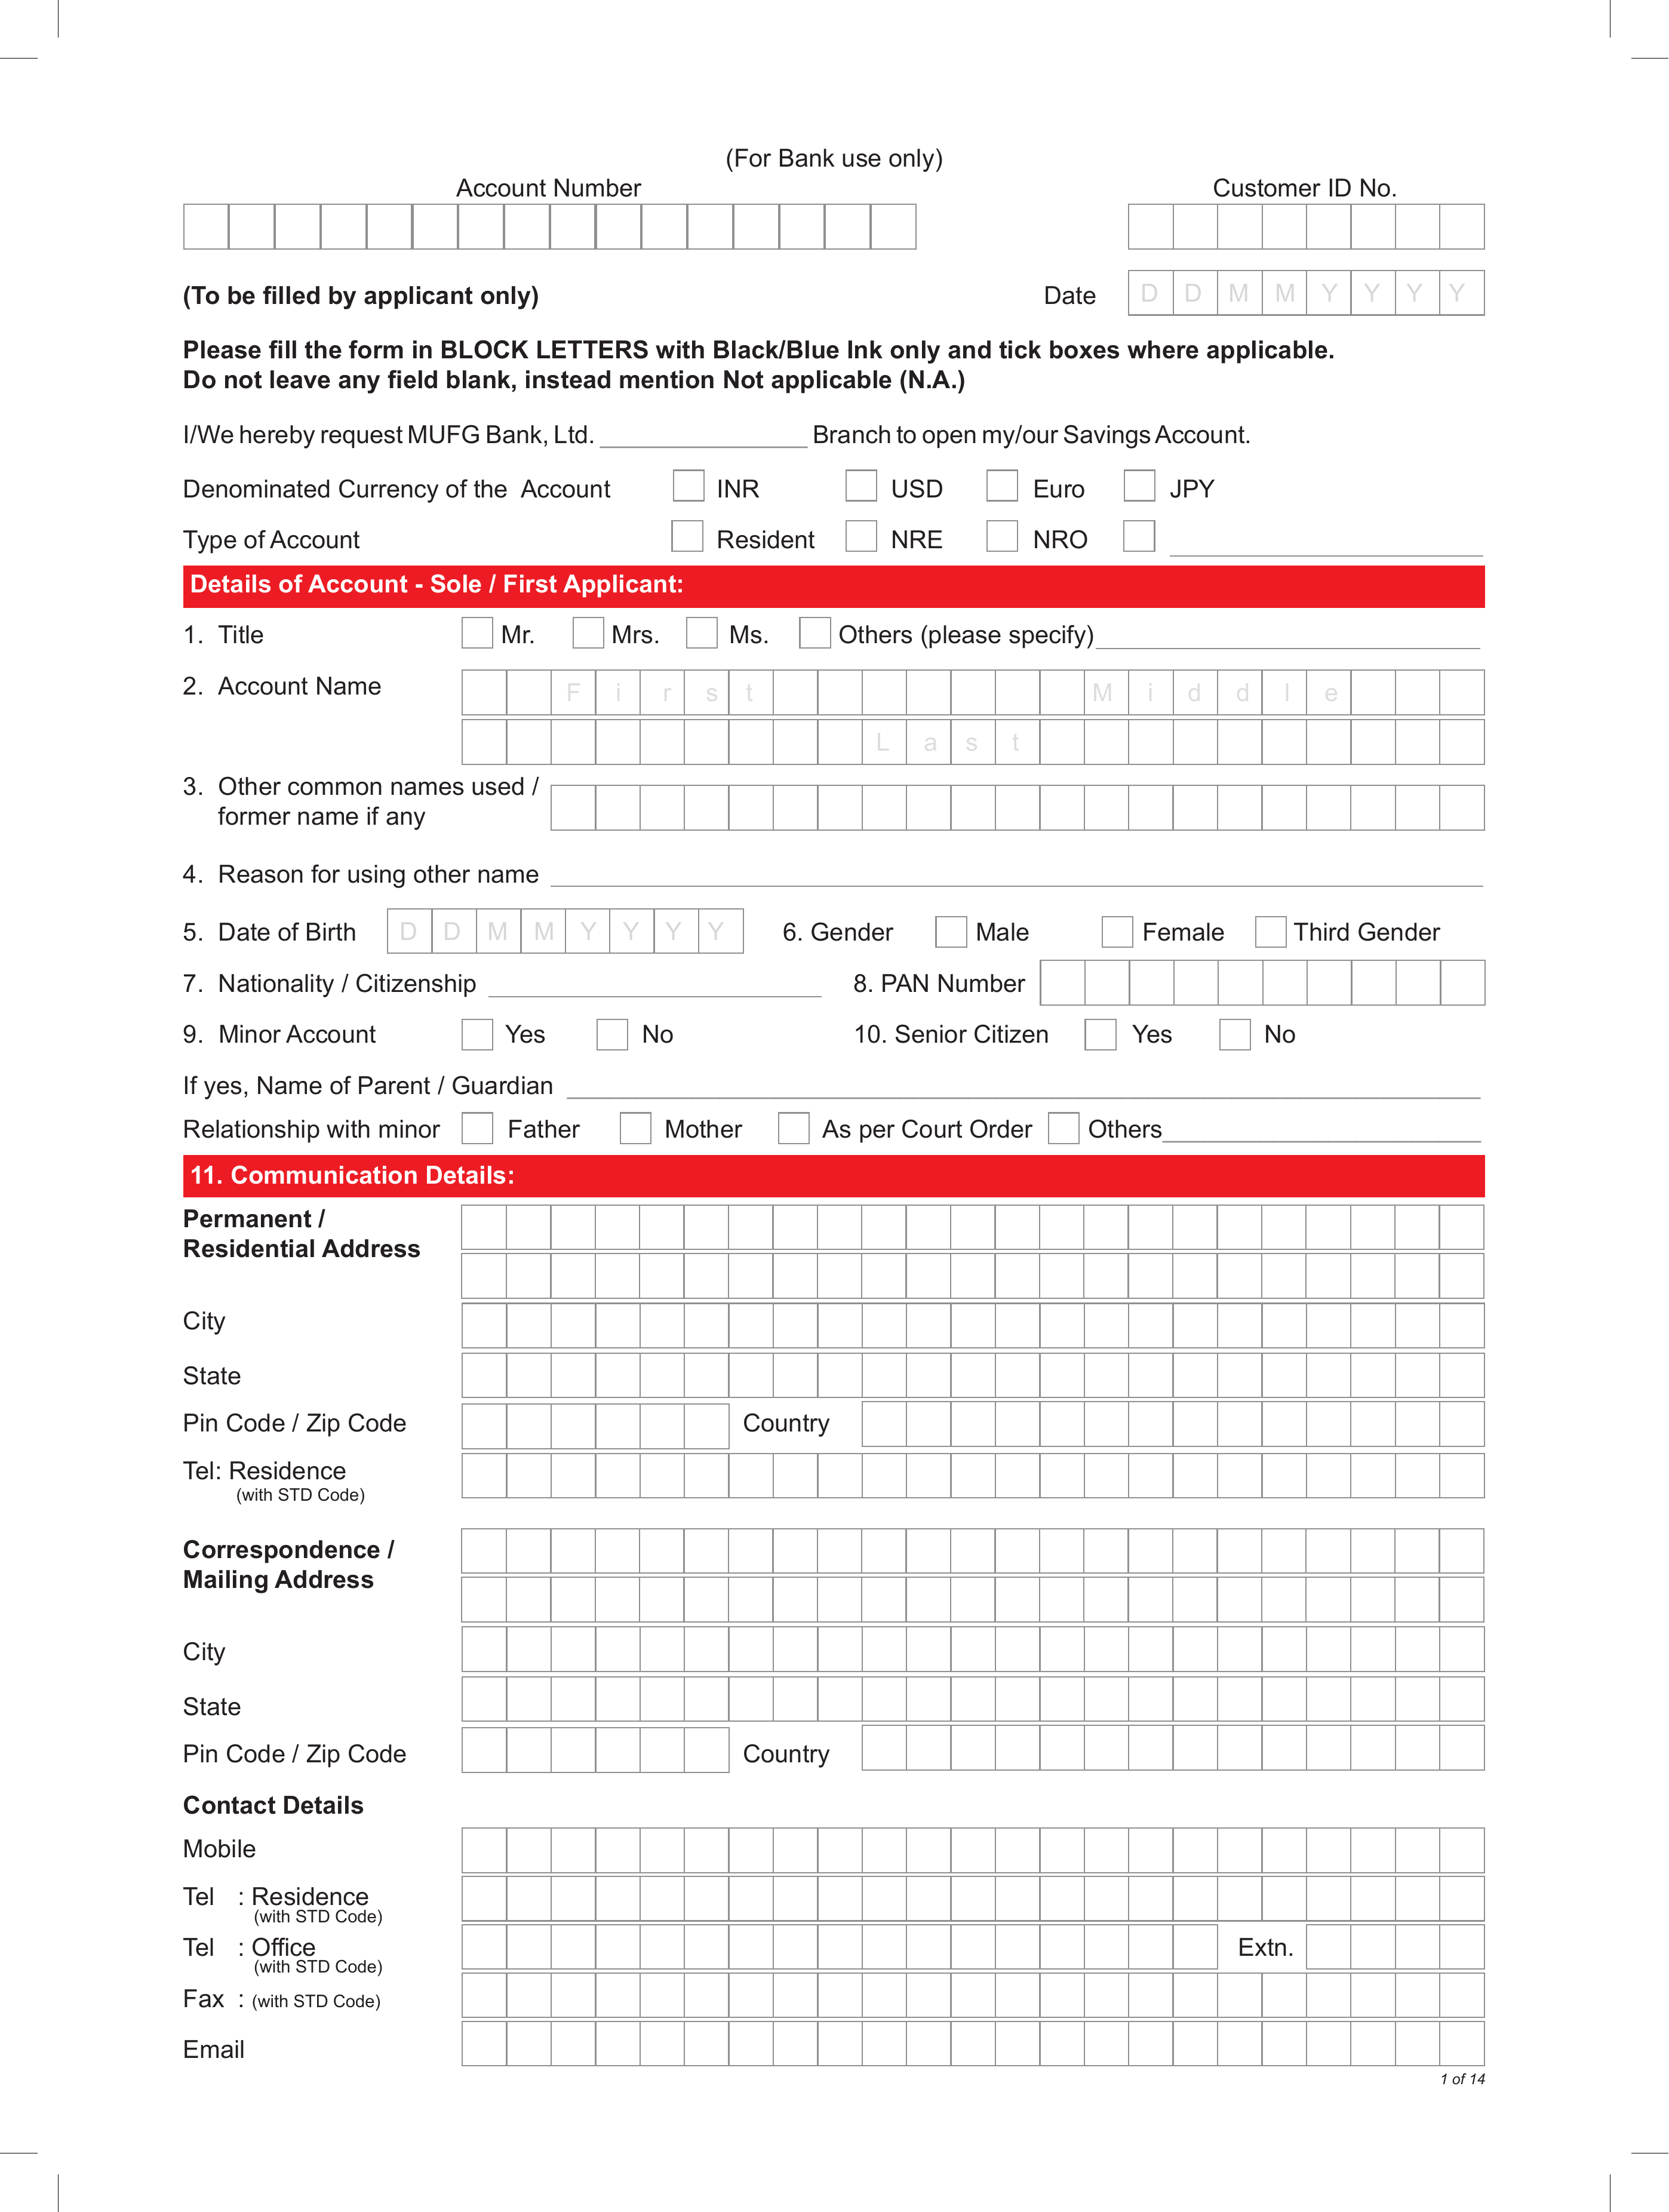 (For Bank use only)
Account Number Customer ID No.
(To be filled by applicant only) Date D D M M Y Y Y Y
Please fill the form in BLOCK LETTERS with Black/Blue Ink only and tick boxes where applicable.
Do not leave any field blank, instead mention Not applicable (N.A.)
I/We hereby request MUFG Bank, Ltd. _______________ Branch to open my/our Savings Account.
Denominated Currency of the Account INR USD Euro JPY
Type of Account Resident NRE NRO
Details of Account - Sole / First Applicant:
1. Title Mr. Mrs. Ms. Others (please specify)
2. Account Name F i r s t M i d d l e
L a s t
3. Other common names used /
former name if any
4. Reason for using other name
5. Date of Birth D D M M Y Y Y Y 6. Gender Male Female Third Gender
7. Nationality / Citizenship 8. PAN Number
9. Minor Account Yes No 10. Senior Citizen Yes No
If yes, Name of Parent / Guardian
Relationship with minor Father Mother As per Court Order Others
11. Communication Details:
Permanent /
Residential Address
City
State
Pin Code / Zip Code Country
Tel: Residence
(with STD Code)
Correspondence /
Mailing Address
City
State
Pin Code / Zip Code Country
Contact Details
Mobile
Tel : Residence
(with STD Code)
Tel : Office Extn.
(with STD Code)
Fax : (with STD Code)
Email
1 of 14